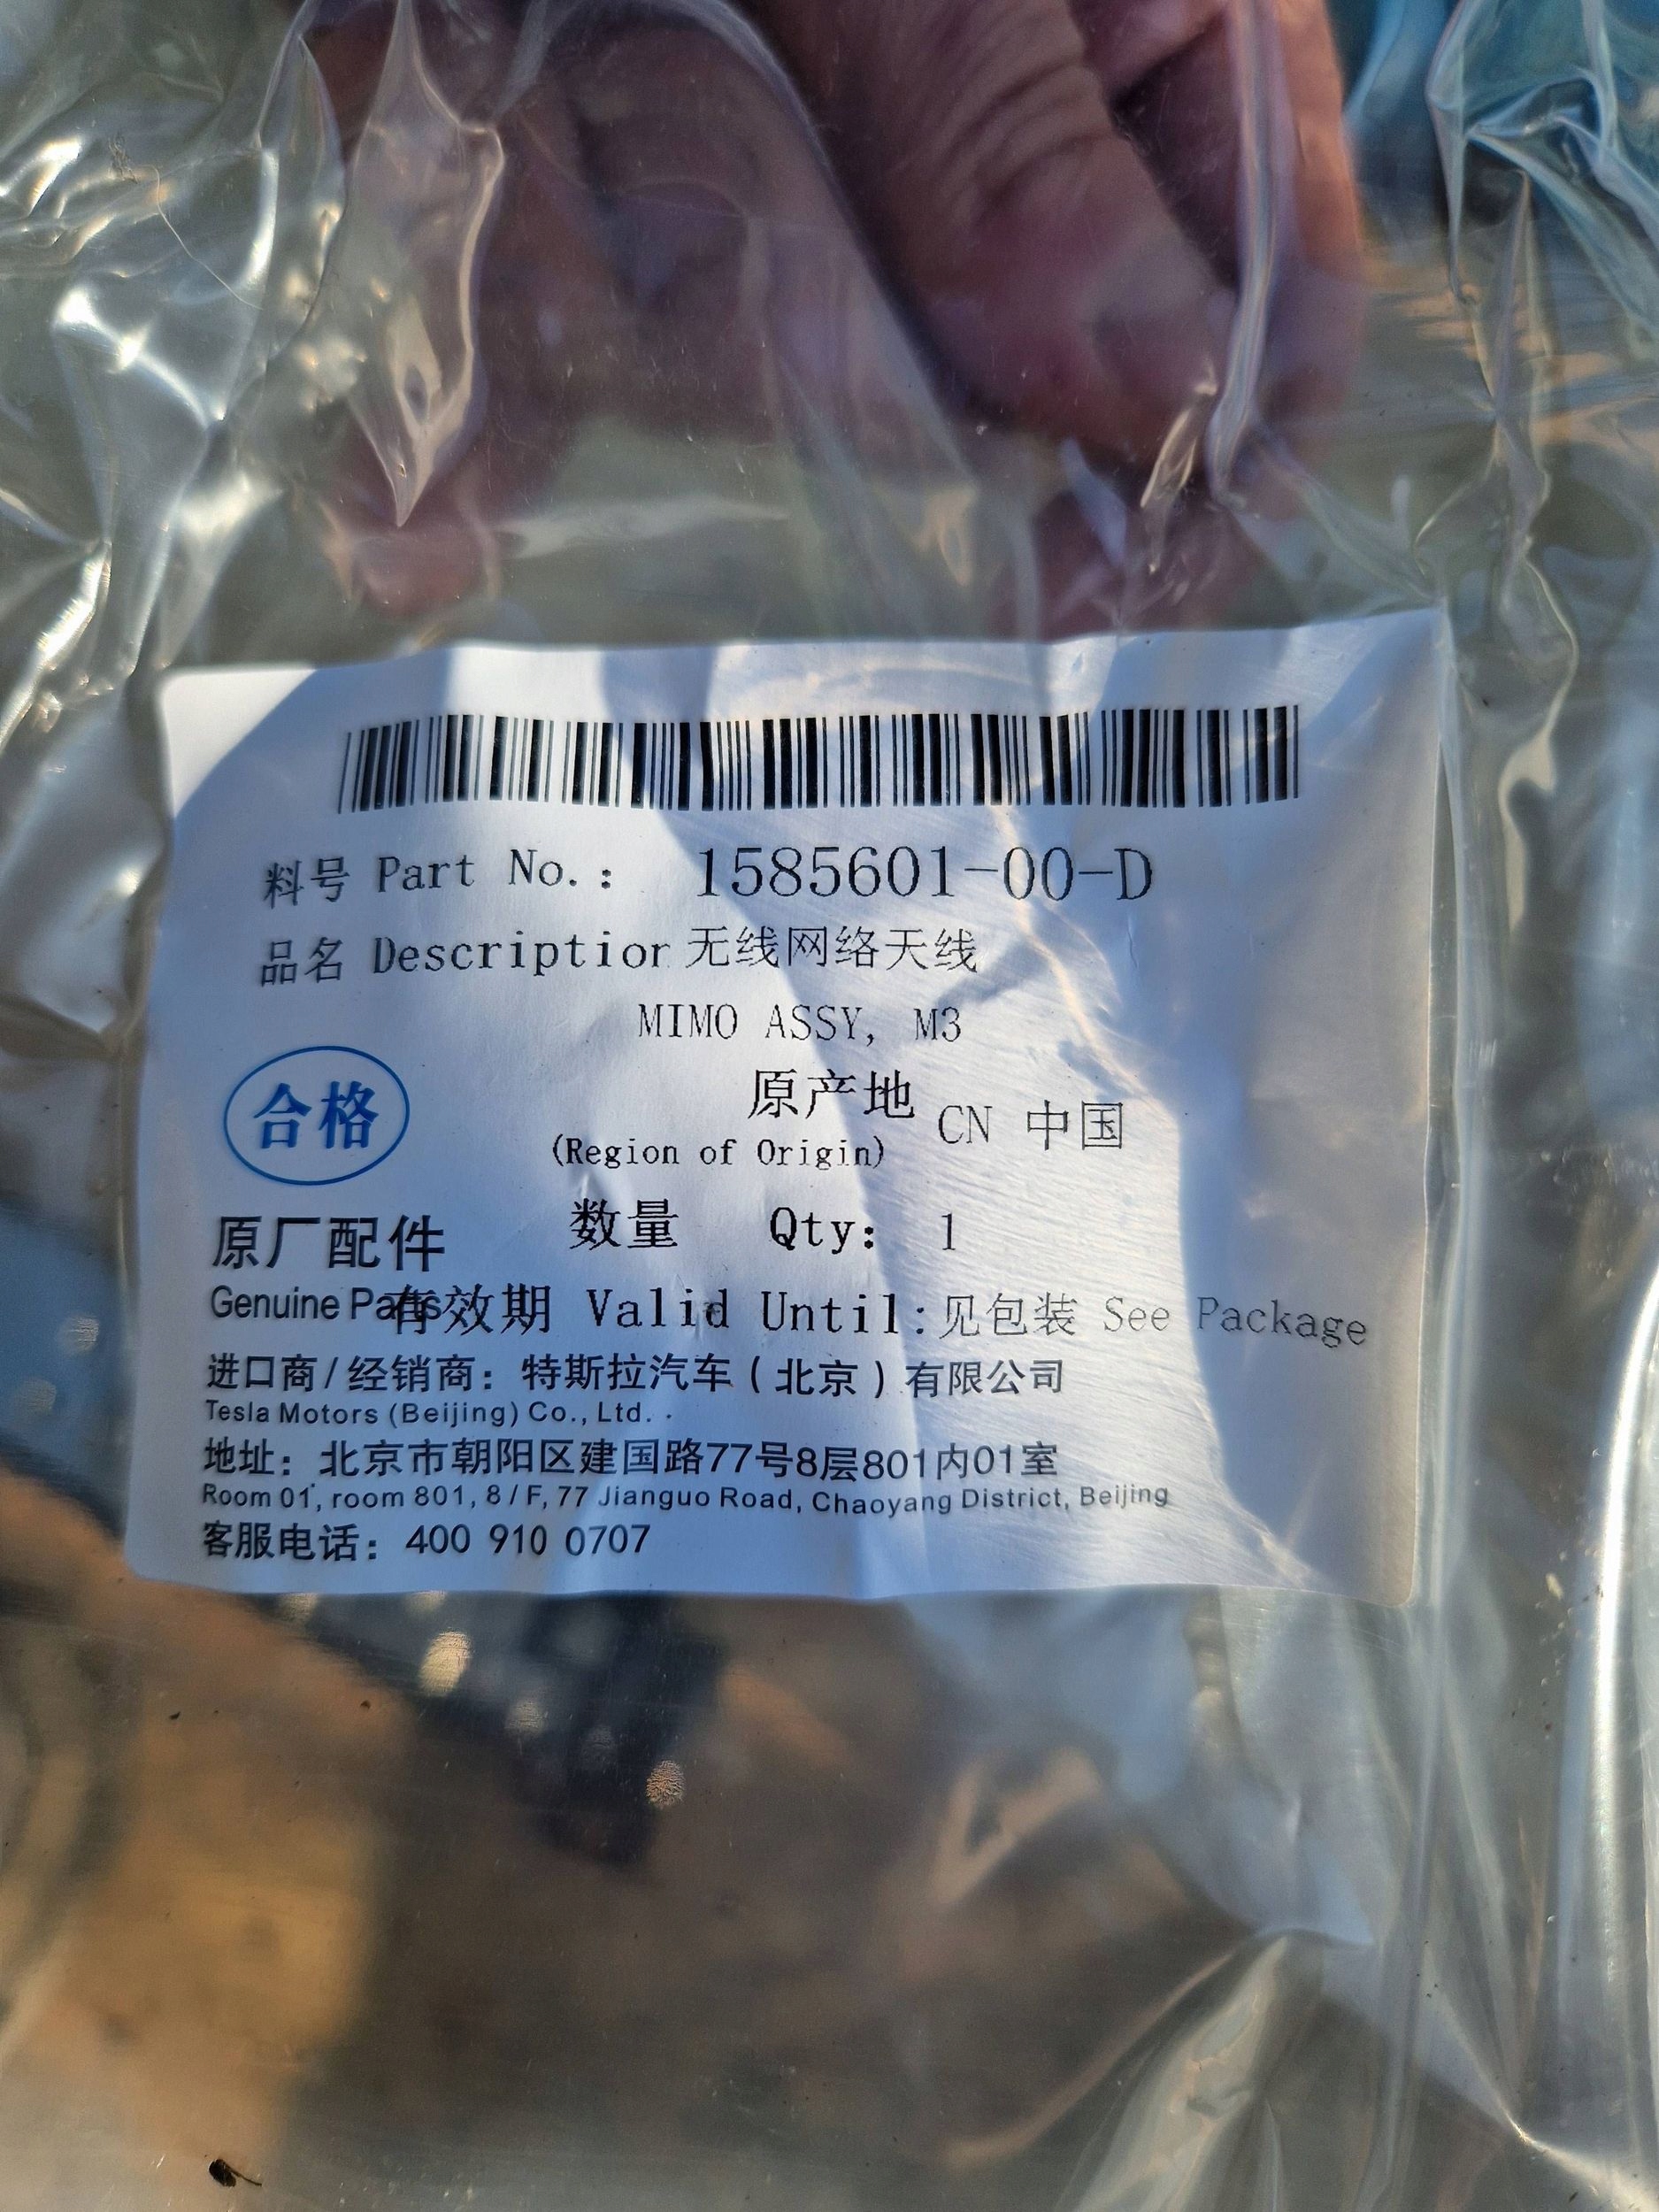 料号 Part No.: 1585601-00-D
品名 Description 无线网络天线
MIMO ASSY, M3
合格
原产地 CN 中国
(Region of Origin)
数量 Qty: 1
原厂配件
Genuine Parts
有效期 Valid Until:见包装 See Package
进口商/经销商：特斯拉汽车（北京）有限公司
Tesla Motors (Beijing) Co., Ltd.
地址：北京市朝阳区建国路77号8层801内01室
Room 01, room 801, 8/F, 77 Jianguo Road, Chaoyang District, Beijing
客服电话：400 910 0707